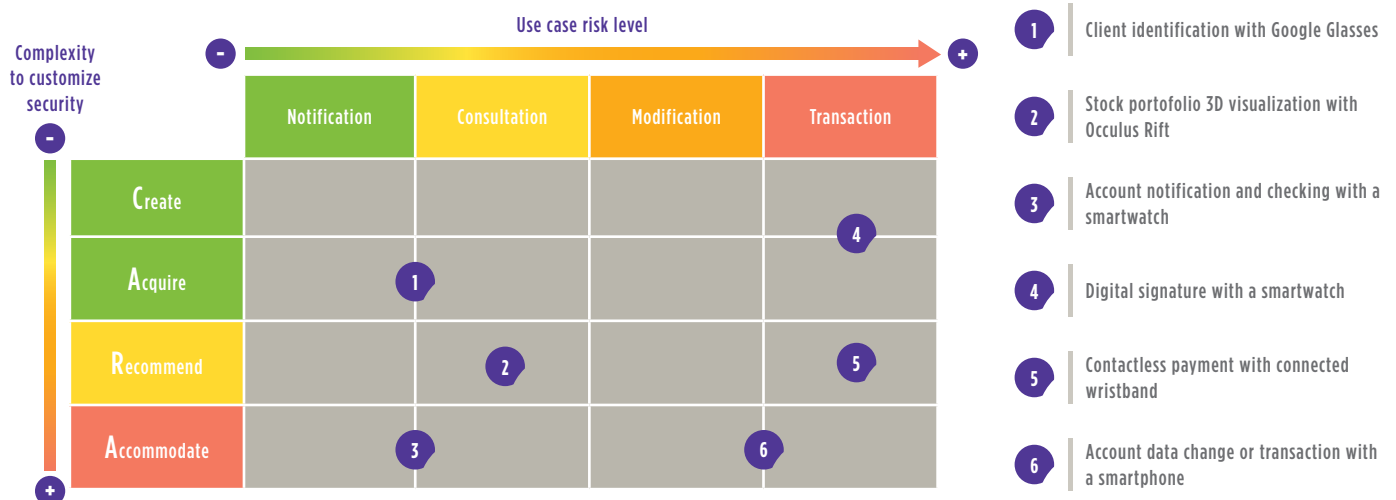 Use case risk level
Complexity
to customize
security
-
+
-
Notification
Consultation
Modification
Transaction
Create
Acquire
Recommend
Accommodate
+
4
1
2
5
3
6
1
Client identification with Google Glasses
2
Stock portofolio 3D visualization with
Occulus Rift
3
Account notification and checking with a
smartwatch
4
Digital signature with a smartwatch
5
Contactless payment with connected
wristband
6
Account data change or transaction with
a smartphone